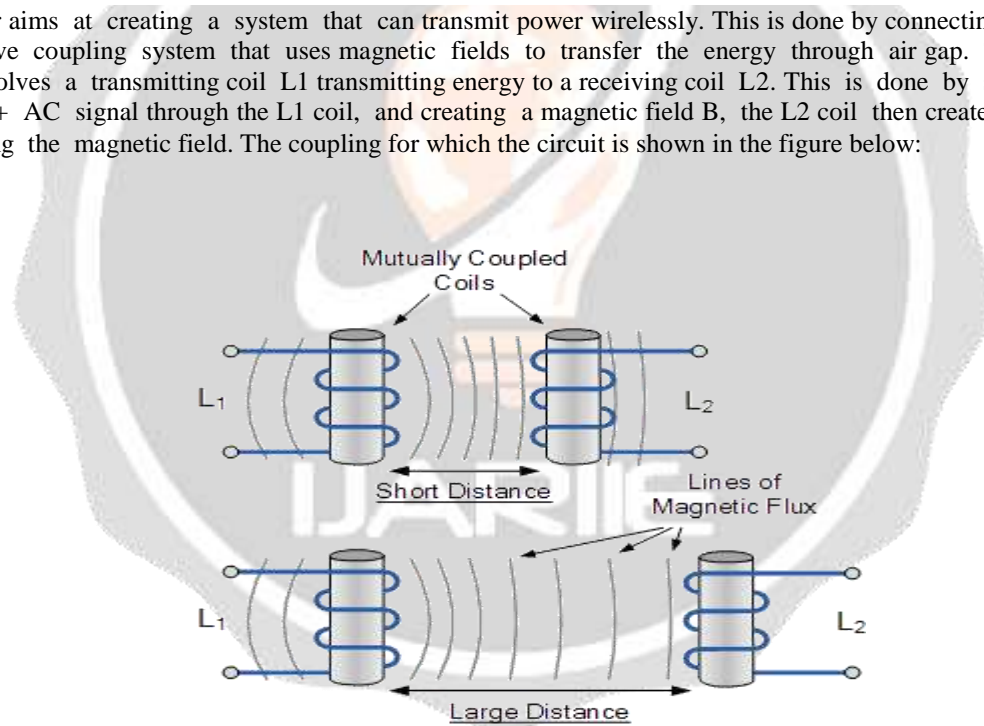 r aims at creating a system that can transmit power wirelessly. This is done by connectin
ve coupling system that uses magnetic fields to transfer the energy through air gap.
olves a transmitting coil L1 transmitting energy to a receiving coil L2. This is done by
+ AC signal through the L1 coil, and creating a magnetic field B, the L2 coil then create
g the magnetic field. The coupling for which the circuit is shown in the figure below:
Mutually Coupled
Coils
L₁
L₂
Short Distance
Lines of
Magnetic Flux
IJARIIE
L₁
L₂
Large Distance